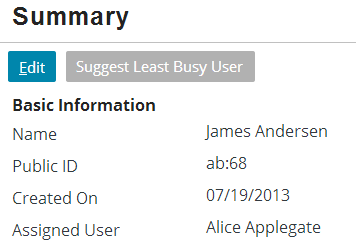 Summary
Edit Suggest Least Busy User
Basic Information
Name James Andersen
Public ID ab:68
Created On 07/19/2013
Assigned User Alice Applegate